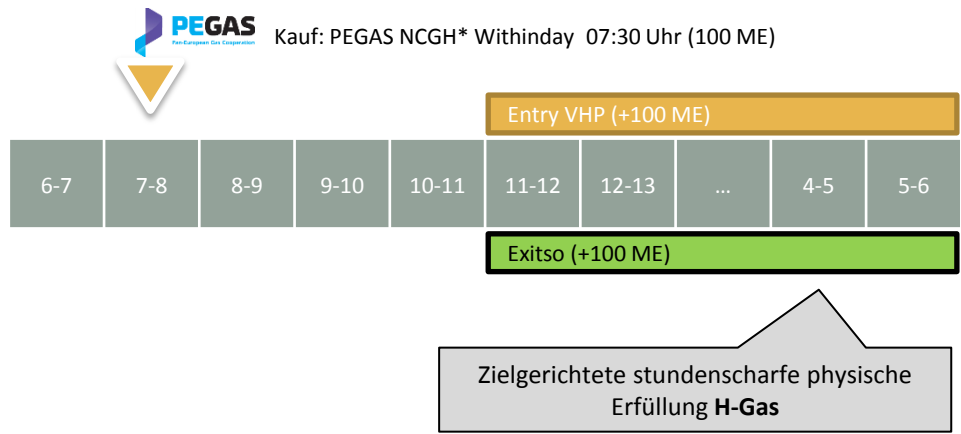 PEGAS
Pan-European Gas Cooperation
Kauf: PEGAS NCGH* Withinday 07:30 Uhr (100 ME)
Entry VHP (+100 ME)
6-7 7-8 8-9 9-10 10-11 11-12 12-13 ... 4-5 5-6
Exitso (+100 ME)
Zielgerichtete stundenscharfe physische
Erfüllung H-Gas